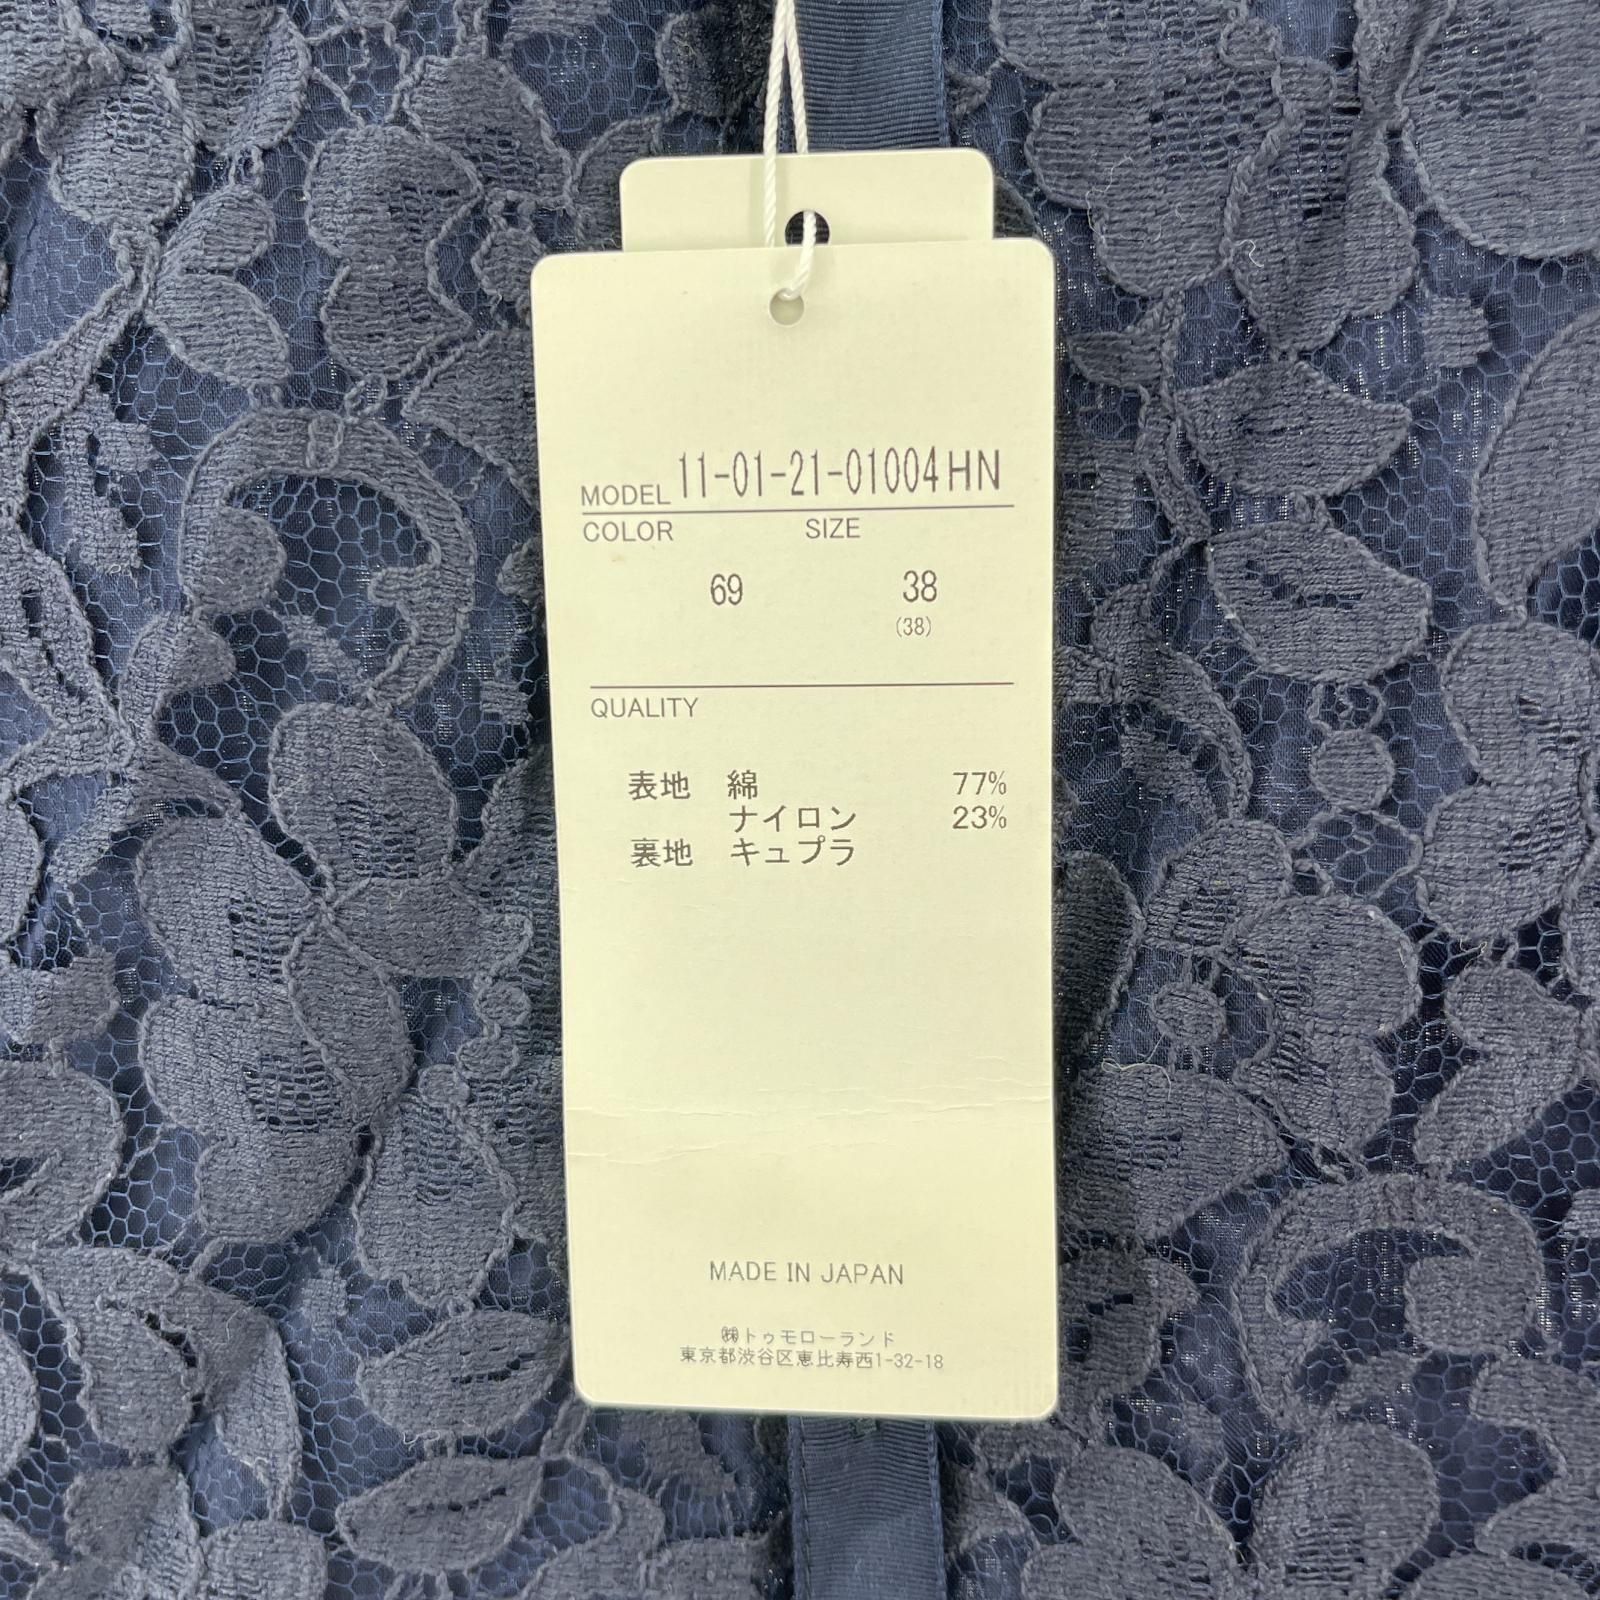 MODEL 11-01-21-01004HN
COLOR SIZE
69 38
(38)
QUALITY
表地 綿 77%
ナイロン 23%
裏地 キュプラ
MADE IN JAPAN
㈱トゥモローランド
東京都渋谷区恵比寿西1-32-18